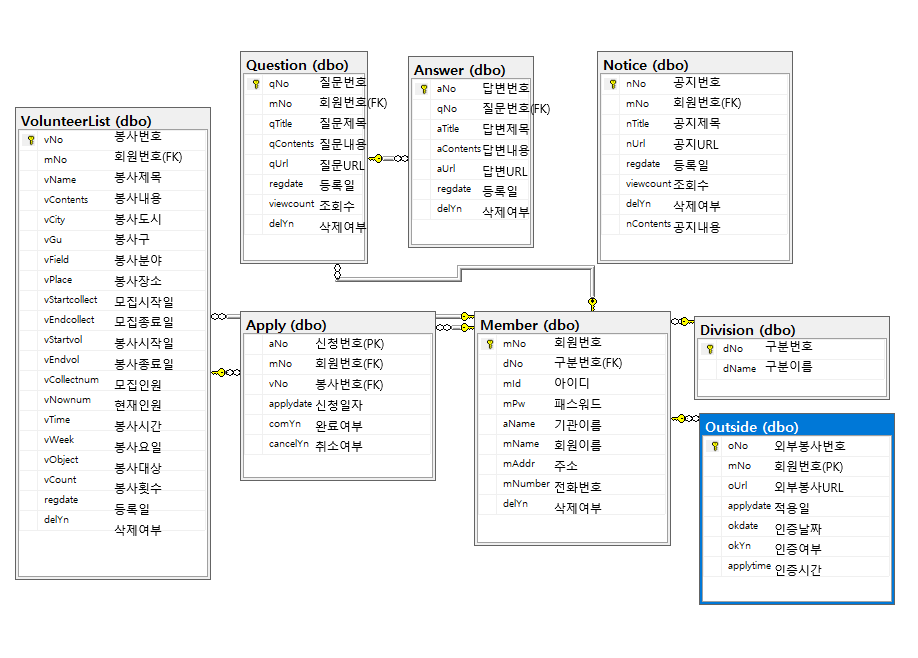 Question (dbo)
qNo 질문번호
mNo 회원번호(FK)
qTitle 질문제목
qContents 질문내용
qUrl 질문URL
regdate 등록일
viewcount 조회수
delYn 삭제여부
Answer (dbo)
aNo 답변번호
qNo 질문번호(FK)
aTitle 답변제목
aContents 답변내용
aUrl 답변URL
regdate 등록일
delYn 삭제여부
Notice (dbo)
nNo 공지번호
mNo 회원번호(FK)
nTitle 공지제목
nUrl 공지URL
regdate 등록일
viewcount 조회수
delYn 삭제여부
nContents 공지내용
VolunteerList (dbo)
vNo 봉사번호
mNo 회원번호(FK)
vName 봉사제목
vContents 봉사내용
vCity 봉사도시
vGu 봉사구
vField 봉사분야
vPlace 봉사장소
vStartcollect 모집시작일
vEndcollect 모집종료일
vStartvol 봉사시작일
vEndvol 봉사종료일
vCollectnum 모집인원
vNownum 현재인원
vTime 봉사시간
vWeek 봉사요일
vObject 봉사대상
vCount 봉사횟수
regdate 등록일
delYn 삭제여부
Apply (dbo)
aNo 신청번호(PK)
mNo 회원번호(FK)
vNo 봉사번호(FK)
applydate 신청일자
comYn 완료여부
cancelYn 취소여부
Member (dbo)
mNo 회원번호
dNo 구분번호(FK)
mId 아이디
mPw 패스워드
aName 기관이름
mName 회원이름
mAddr 주소
mNumber 전화번호
delYn 삭제여부
Division (dbo)
dNo 구분번호
dName 구분이름
Outside (dbo)
oNo 외부봉사번호
mNo 회원번호(PK)
oUrl 외부봉사URL
applydate 적용일
okdate 인증날짜
okYn 인증여부
applytime 인증시간